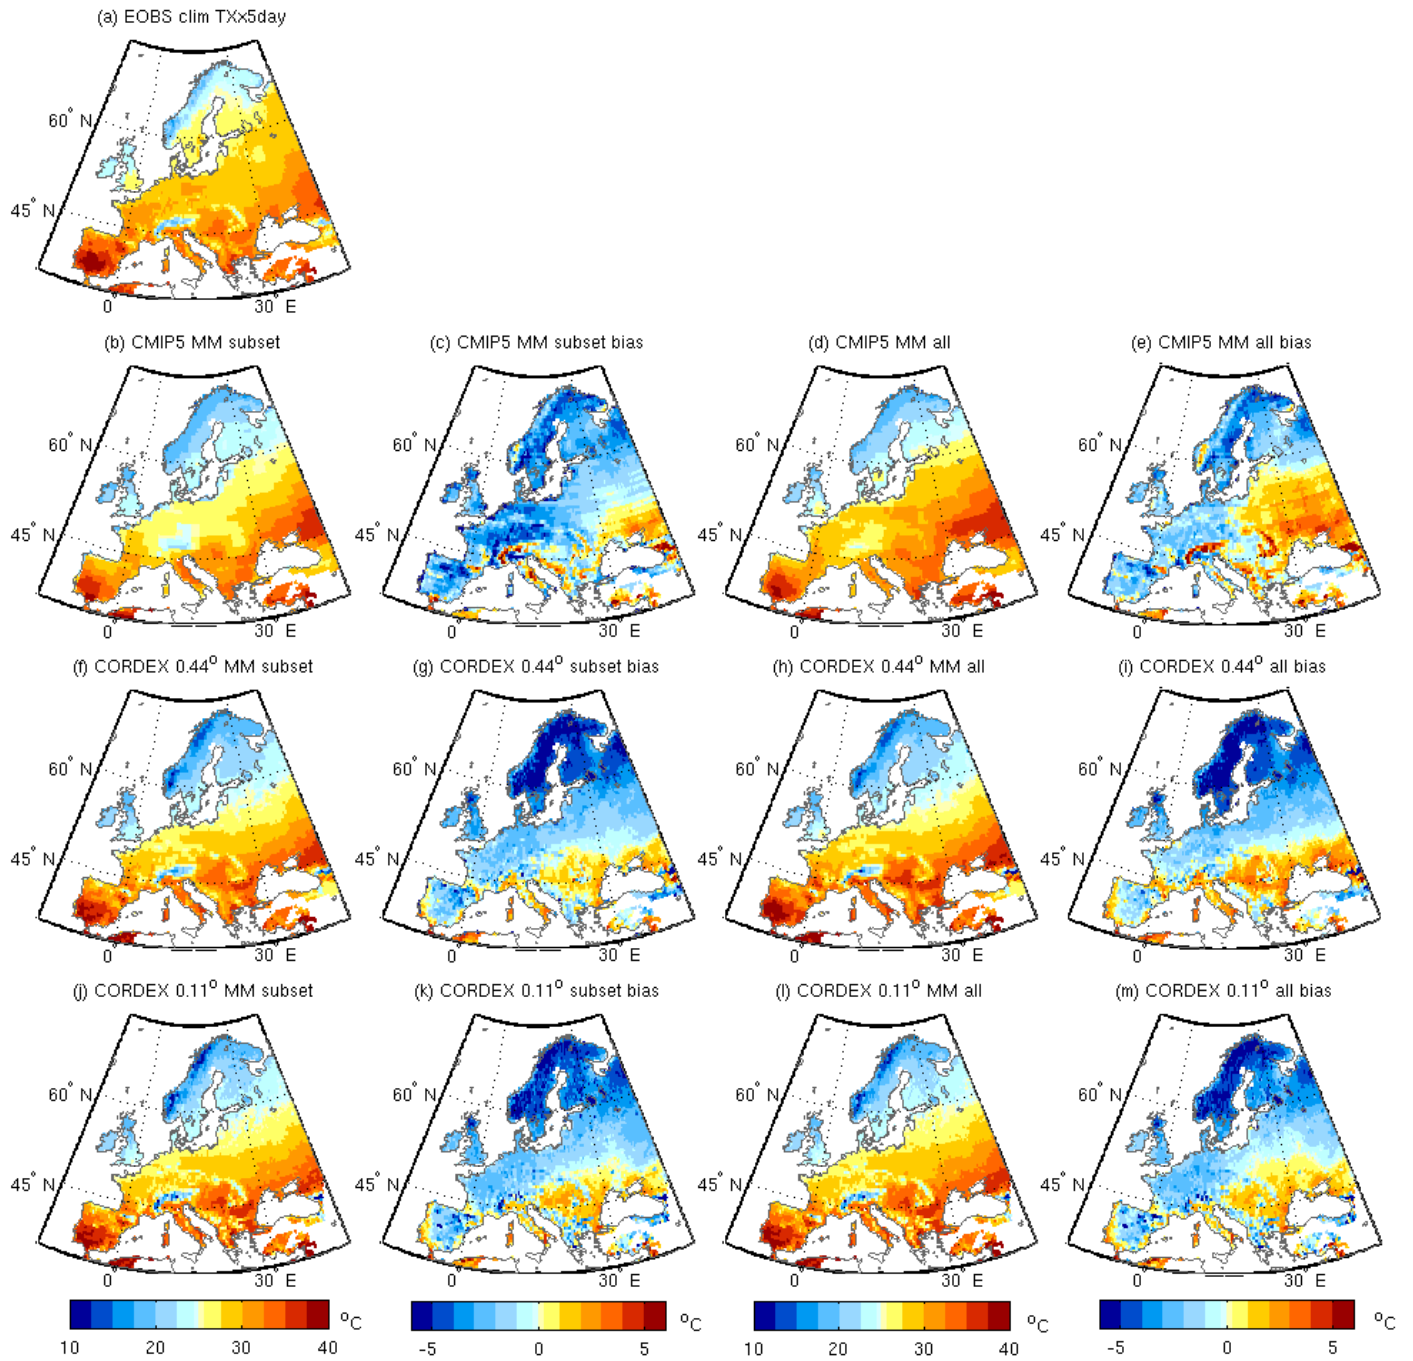 (a) EOBS clim TXx5day
60° N
45° N
0° 30° E
(b) CMIP5 MM subset (c) CMIP5 MM subset bias (d) CMIP5 MM all (e) CMIP5 MM all bias
60° N 60° N 60° N 60° N
45° N 45° N 45° N 45° N
0° 30° E 0° 30° E 0° 30° E 0° 30° E
(f) CORDEX 0.44° MM subset (g) CORDEX 0.44° subset bias (h) CORDEX 0.44° MM all (i) CORDEX 0.44° all bias
60° N 60° N 60° N 60° N
45° N 45° N 45° N 45° N
0° 30° E 0° 30° E 0° 30° E 0° 30° E
(j) CORDEX 0.11° MM subset (k) CORDEX 0.11° subset bias (l) CORDEX 0.11° MM all (m) CORDEX 0.11° all bias
60° N 60° N 60° N 60° N
45° N 45° N 45° N 45° N
0° 30° E 0° 30° E 0° 30° E 0° 30° E
°C °C °C °C
10 20 30 40 -5 0 5 10 20 30 40 -5 0 5